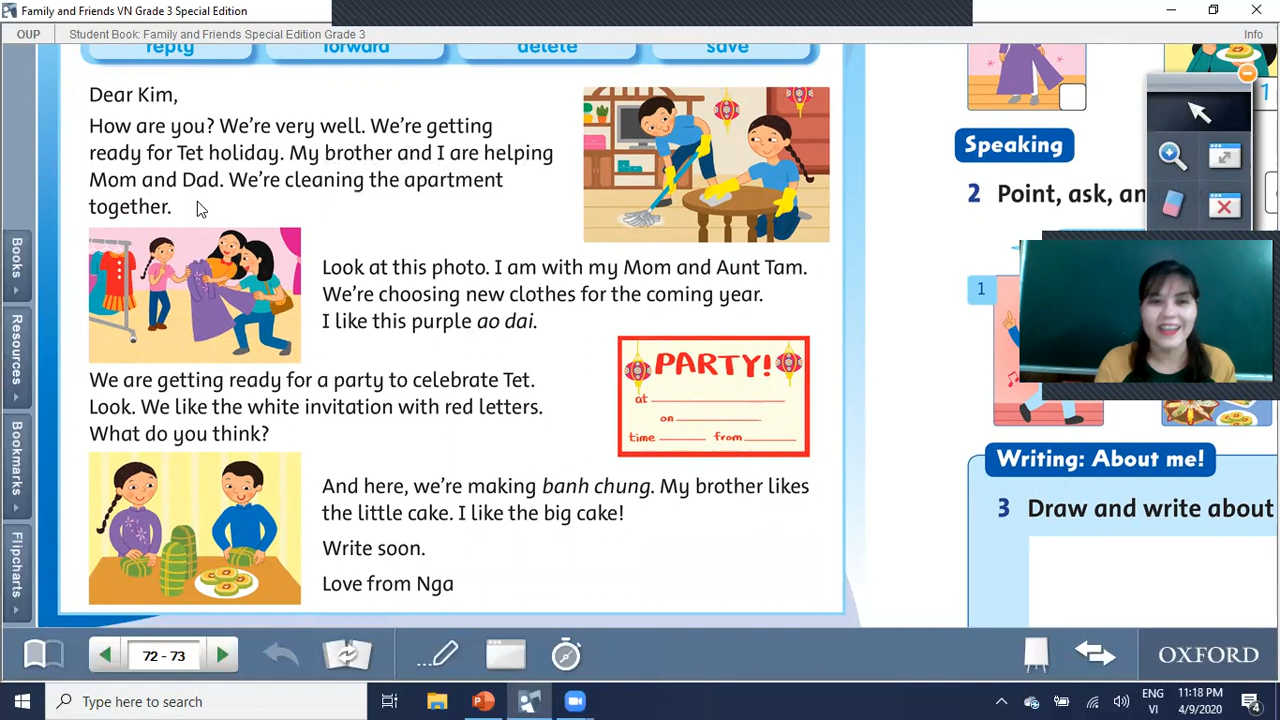 Family and Friends VN Grade 3 Special Edition
OUP
Student Book: Family and Friends Special Edition Grade 3
Info
reply
forward
delete
save
Dear Kim,
How are you? We're very well. We're getting
ready for Tet holiday. My brother and I are helping
Mom and Dad. We're cleaning the apartment
together.
Look at this photo. I am with my Mom and Aunt Tam.
We're choosing new clothes for the coming year.
I like this purple ao dai.
We are getting ready for a party to celebrate Tet.
Look. We like the white invitation with red letters.
What do you think?
PARTY!
at
on
time
from
And here, we're making banh chung. My brother likes
the little cake. I like the big cake!
Write soon.
Love from Nga
Books
Resources
Bookmarks
Flipcharts
1
Speaking
2 Point, ask, an
1
Writing: About me!
3 Draw and write about
72 - 73
OXFORD
Type here to search
ENG
VI
11:18 PM
4/9/2020
4